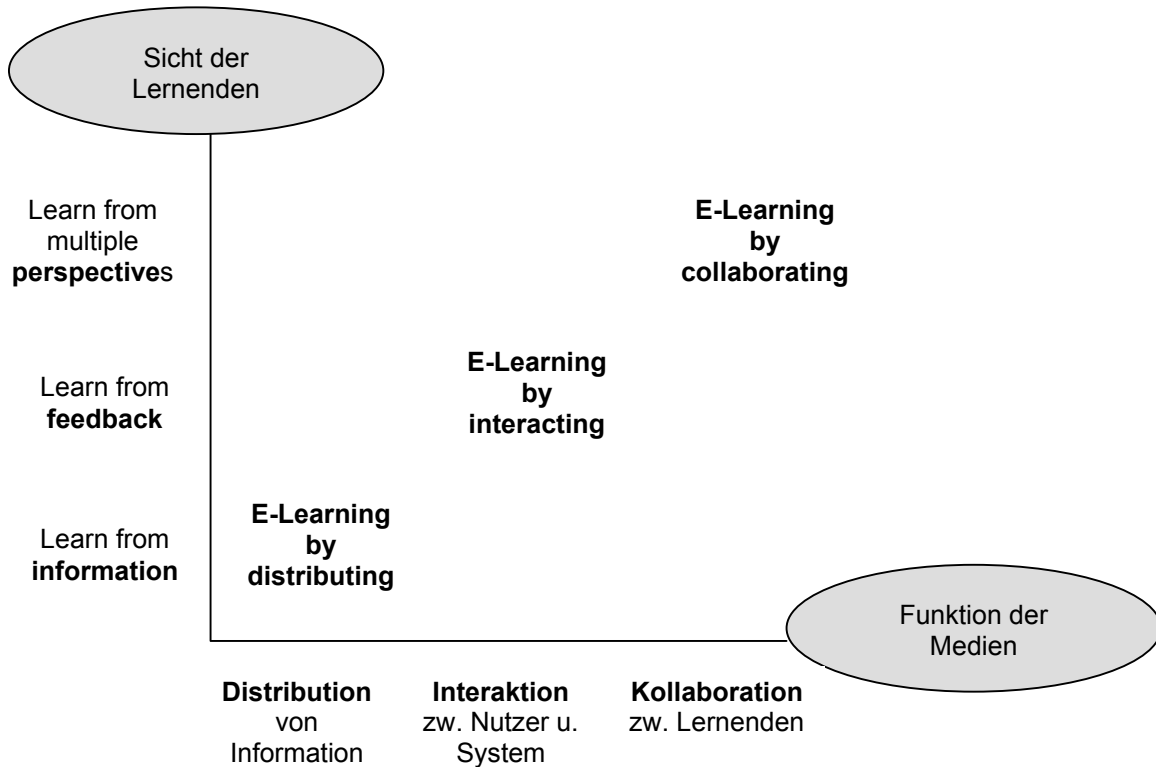 Sicht der
Lernenden
Learn from
multiple
perspectives
E-Learning
by
collaborating
Learn from
feedback
E-Learning
by
interacting
Learn from
information
E-Learning
by
distributing
Funktion der
Medien
Distribution
von
Information
Interaktion
zw. Nutzer u.
System
Kollaboration
zw. Lernenden